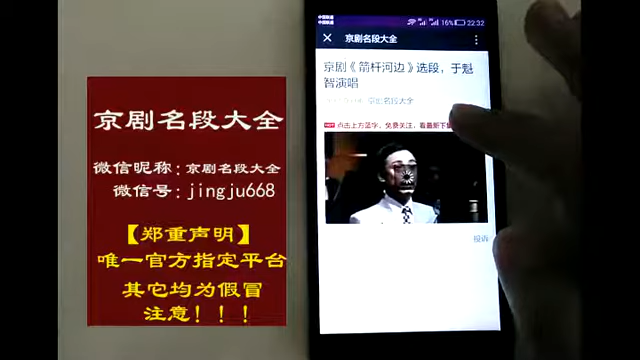 京剧名段大全
微信昵称：京剧名段大全
微信号：jingju668
【郑重声明】
唯一官方指定平台
其它均为假冒
注意！！！
16% 22:32
京剧名段大全
京剧《箭杆河边》选段，于魁
智演唱
京剧名段大全
点击上方蓝字，免费关注，看最新下
投诉